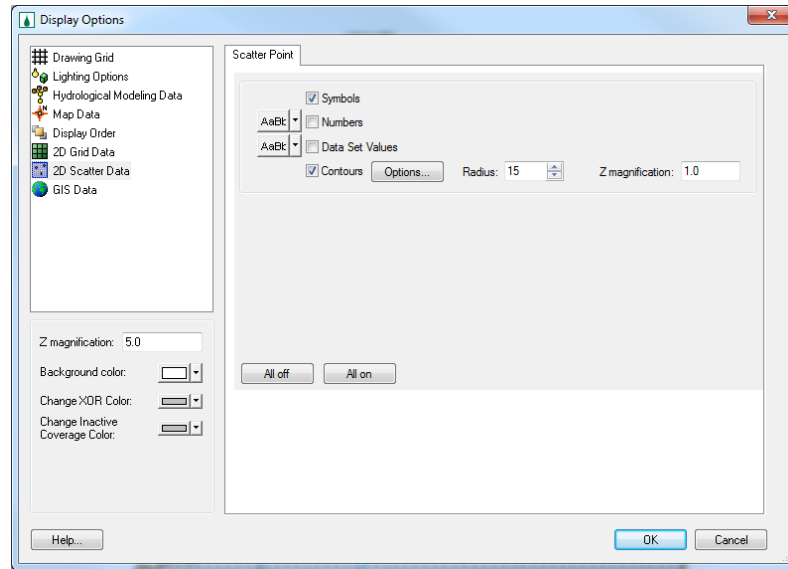 Display Options
Drawing Grid
Lighting Options
Hydrological Modeling Data
Map Data
Display Order
2D Grid Data
2D Scatter Data
GIS Data
Z magnification: 5.0
Background color:
Change XOR Color:
Change Inactive
Coverage Color:
Scatter Point
Symbols
AaBb Numbers
AaBb Data Set Values
Contours Options... Radius: 15 Z magnification: 1.0
All off All on
Help... OK Cancel